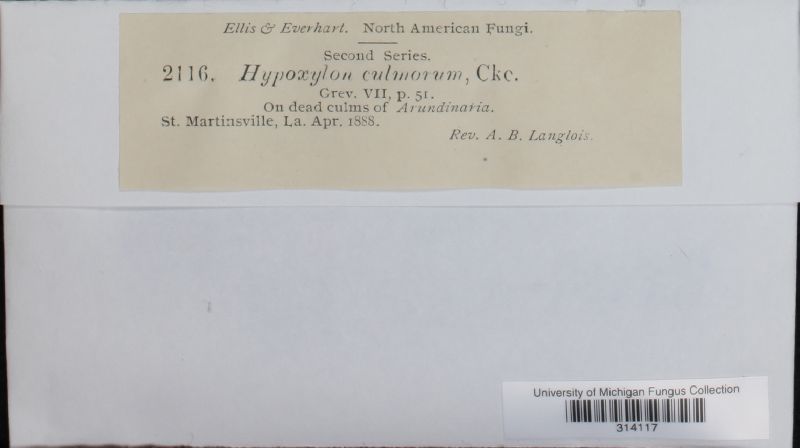 Ellis & Everhart. North American Fungi.
Second Series.
2116. Hypoxylon culmorum, Cke.
Grev. VII, p. 51.
On dead culms of Arundinaria.
St. Martinsville, La. Apr. 1888.
Rev. A. B. Langlois.
University of Michigan Fungus Collection
314117